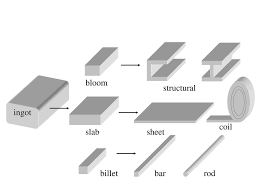 bloom
structural
ingot
slab
sheet
coil
billet
bar
rod